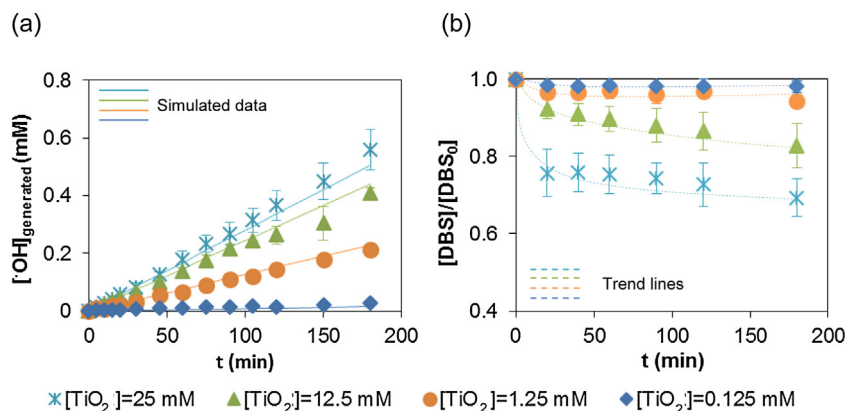 (a)
(b)
0.8
0.6
0.4
0.2
0
[·OH]generated (mM)
Simulated data
0 50 100 150 200
t (min)
1.0
0.8
0.6
0.4
[DBS]/[DBS0]
Trend lines
0 50 100 150 200
t (min)
[TiO2]=25 mM [TiO2]=12.5 mM [TiO2]=1.25 mM [TiO2]=0.125 mM